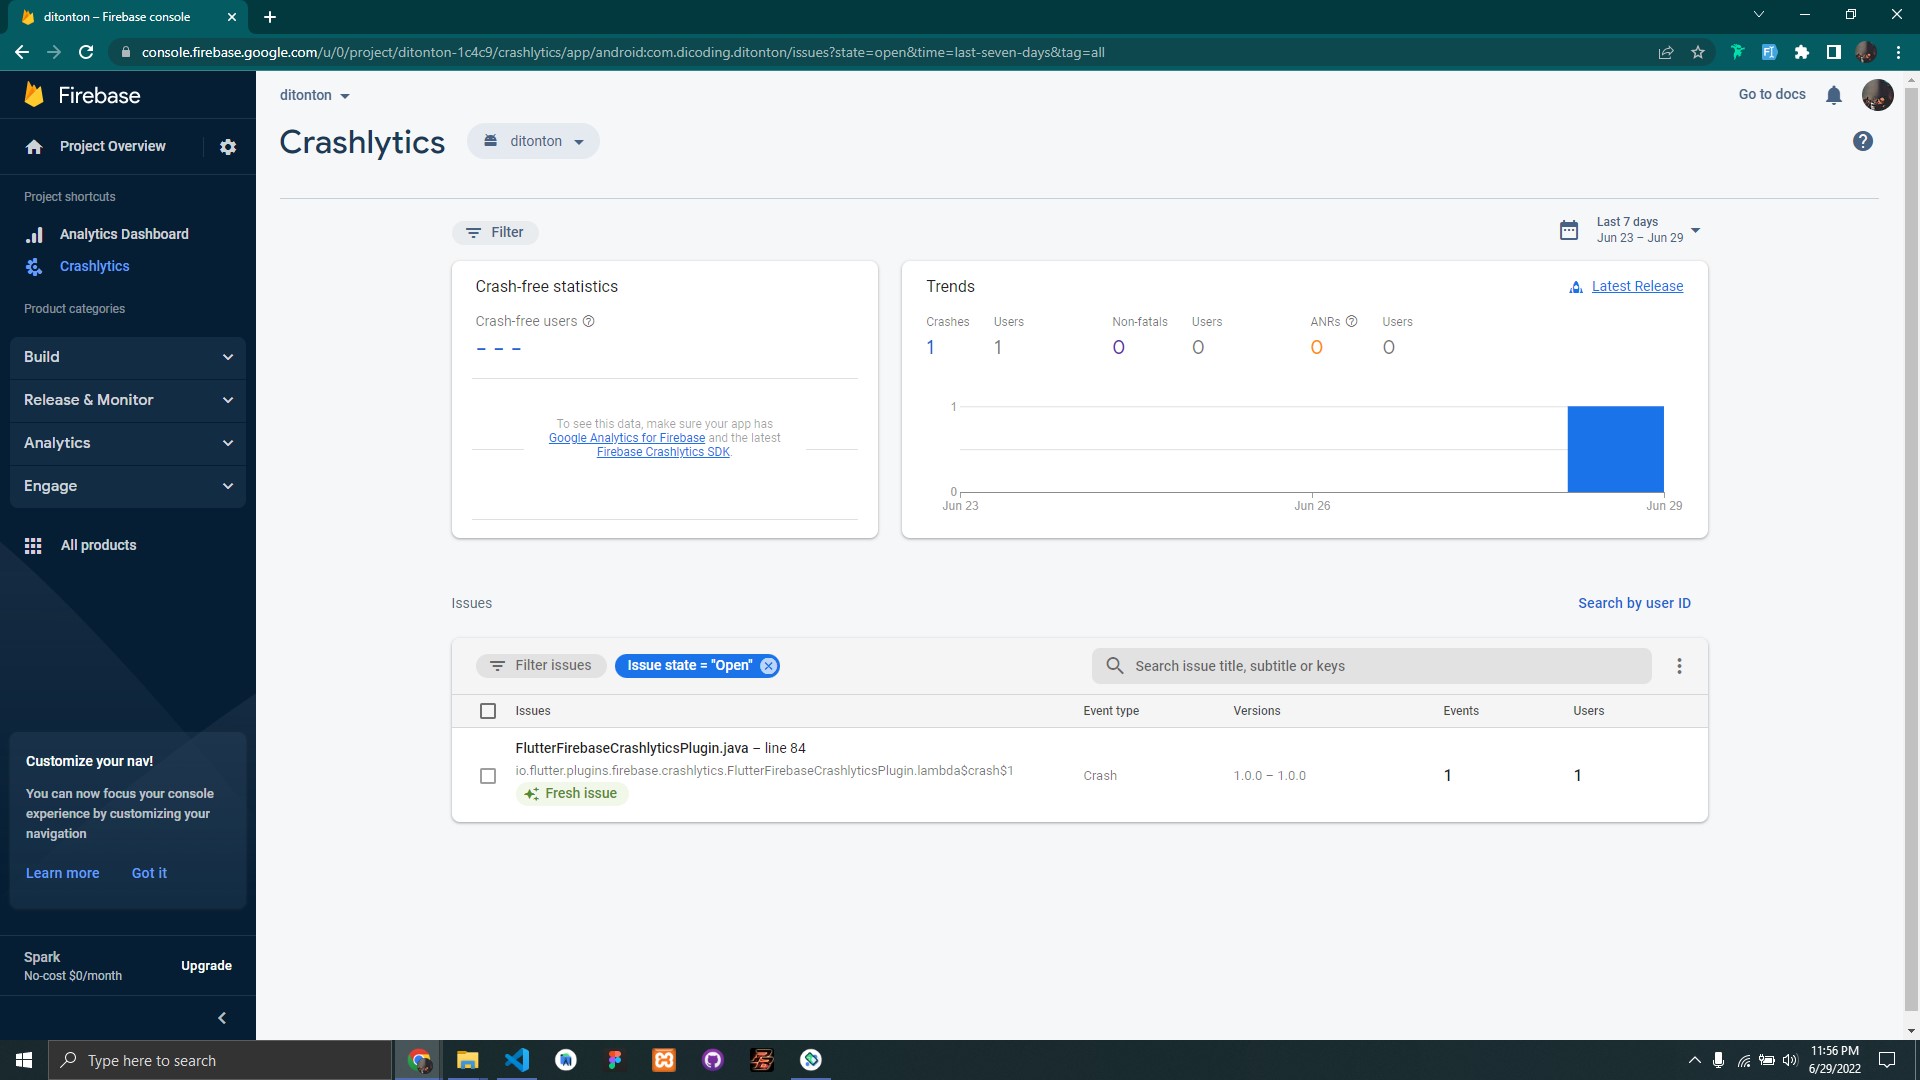 ditonton – Firebase console
console.firebase.google.com/u/0/project/ditonton-1c4c9/crashlytics/app/android:com.dicoding.ditonton/issues?state=open&time=last-seven-days&tag=all
Firebase
Project Overview
Project shortcuts
Analytics Dashboard
Crashlytics
Product categories
Build
Release & Monitor
Analytics
Engage
All products
Customize your nav!
You can now focus your console
experience by customizing your
navigation
Learn more Got it
Spark
No-cost $0/month
Upgrade
ditonton
Go to docs
Crashlytics
ditonton
Filter
Last 7 days
Jun 23 – Jun 29
Crash-free statistics
Crash-free users
– – –
To see this data, make sure your app has
Google Analytics for Firebase and the latest
Firebase Crashlytics SDK.
Trends
Latest Release
Crashes Users Non-fatals Users ANRs Users
1 1 0 0 0 0
1
0
Jun 23 Jun 26 Jun 29
Issues
Search by user ID
Filter issues
Issue state = "Open"
Search issue title, subtitle or keys
Issues Event type Versions Events Users
FlutterFirebaseCrashlyticsPlugin.java – line 84
io.flutter.plugins.firebase.crashlytics.FlutterFirebaseCrashlyticsPlugin.lambda$crash$1
Fresh issue
Crash 1.0.0 – 1.0.0 1 1
Type here to search
11:56 PM
6/29/2022